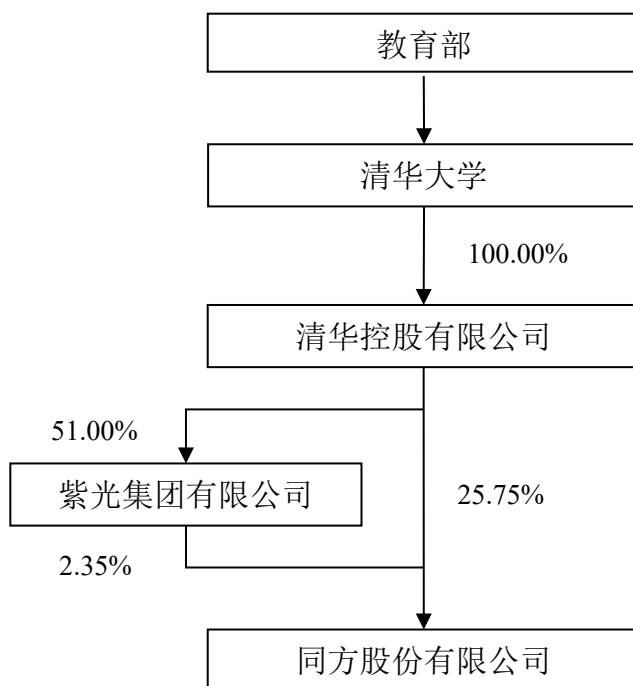 教育部
清华大学
100.00%
清华控股有限公司
51.00%
紫光集团有限公司
25.75%
2.35%
同方股份有限公司